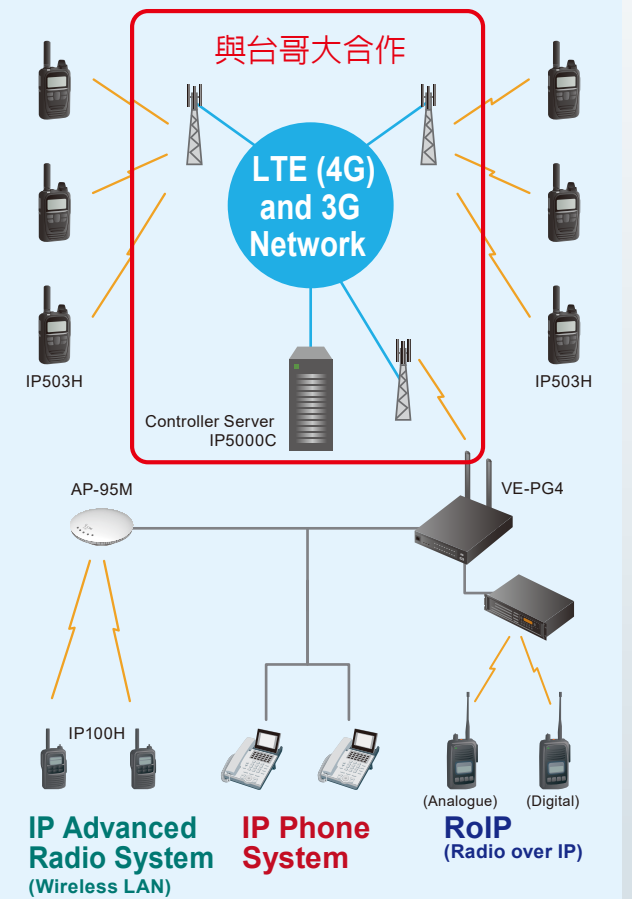 與台哥大合作
LTE (4G)
and 3G
Network
IP503H
IP503H
Controller Server
IP5000C
AP-95M
VE-PG4
IP100H
(Analogue)
(Digital)
IP Advanced
Radio System
(Wireless LAN)
IP Phone
System
RoIP
(Radio over IP)